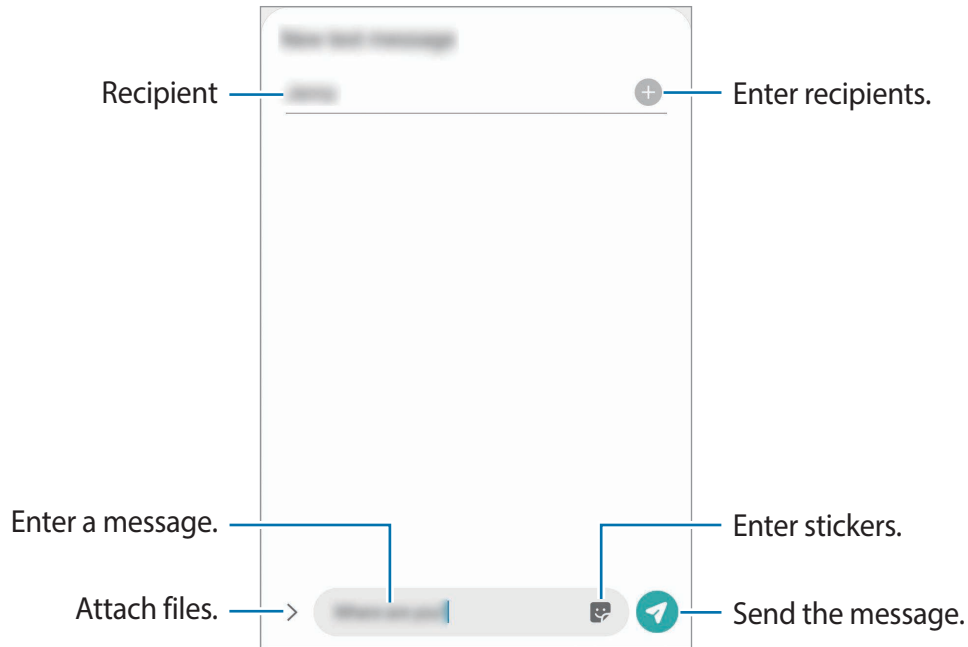 Recipient
Enter recipients.
Enter a message.
Enter stickers.
Attach files.
Send the message.